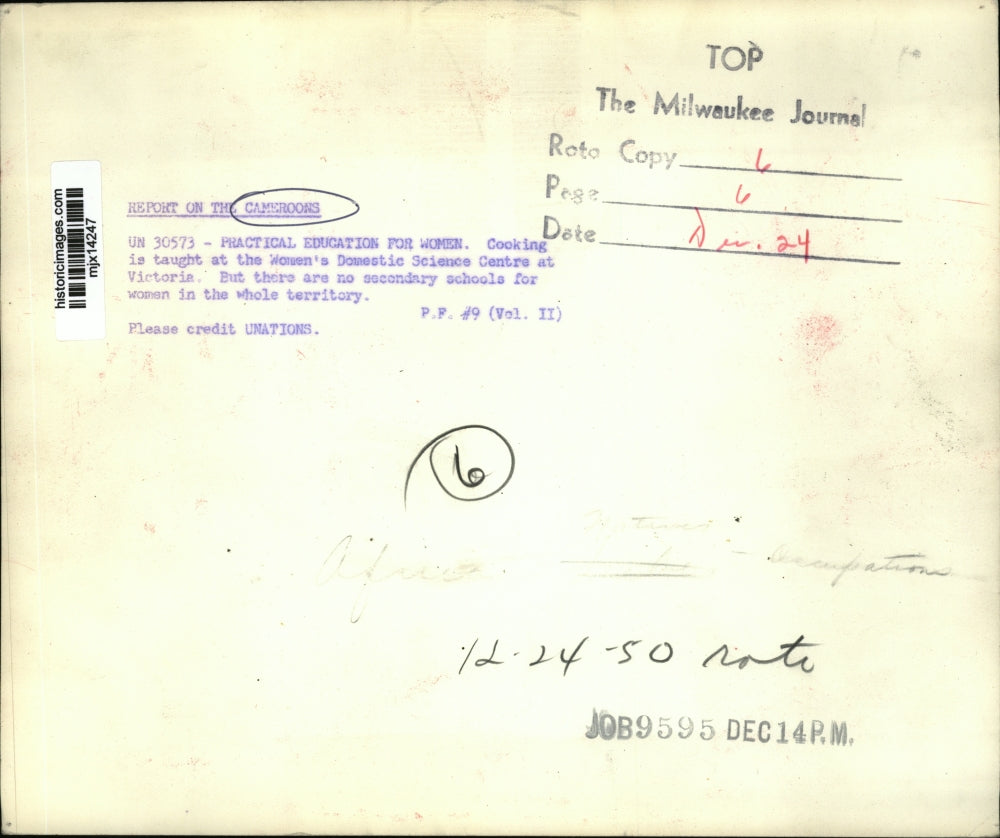 TOP
The Milwaukee Journal
Roto Copy 6
Page 6
Date Dec. 24
historicimages.com
mjx14247
REPORT ON THE CAMEROONS
UN 30573 - PRACTICAL EDUCATION FOR WOMEN. Cooking
is taught at the Women's Domestic Science Centre at
Victoria. But there are no secondary schools for
women in the whole territory.
P.F. #9 (Vol. II)
Please credit UNATIONS.
6
Natives
Africa - Occupations
12-24-50 roto
JOB9595 DEC14P.M.